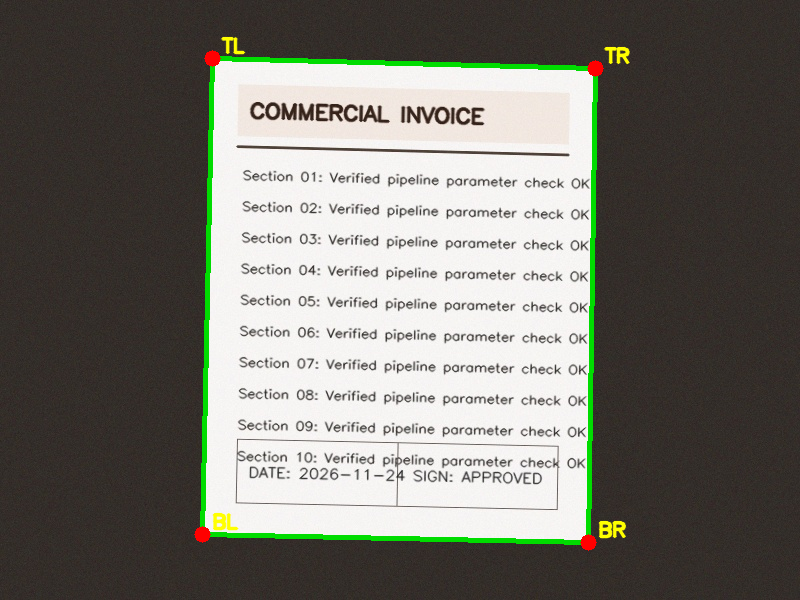 TL
TR
COMMERCIAL INVOICE
Section 01: Verified pipeline parameter check OK
Section 02: Verified pipeline parameter check OK
Section 03: Verified pipeline parameter check OK
Section 04: Verified pipeline parameter check OK
Section 05: Verified pipeline parameter check OK
Section 06: Verified pipeline parameter check OK
Section 07: Verified pipeline parameter check OK
Section 08: Verified pipeline parameter check OK
Section 09: Verified pipeline parameter check OK
Section 10: Verified pipeline parameter check OK
DATE: 2026-11-24 SIGN: APPROVED
BL
BR